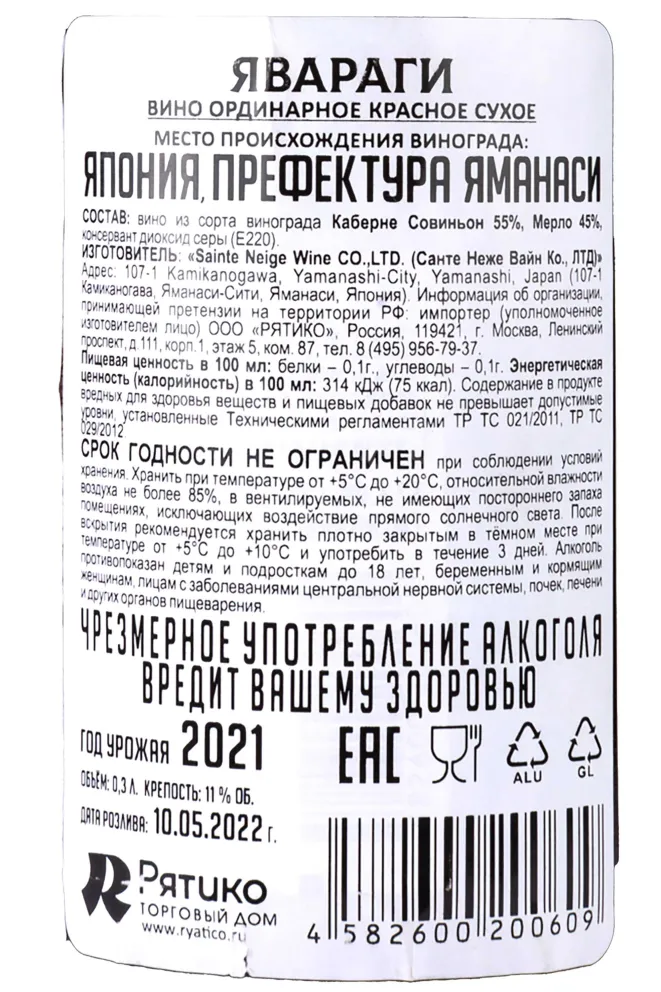 ЯВАРАГИ
ВИНО ОРДИНАРНОЕ КРАСНОЕ СУХОЕ
МЕСТО ПРОИСХОЖДЕНИЯ ВИНОГРАДА:
ЯПОНИЯ, ПРЕФЕКТУРА ЯМАНАСИ
СОСТАВ: вино из сорта винограда Каберне Совиньон 55%, Мерло 45%,
консервант диоксид серы (E220).
ИЗГОТОВИТЕЛЬ: «Sainte Neige Wine CO.,LTD. (Санте Неже Вайн Ко., ЛТД)»
Адрес: 107-1 Kamikanogawa, Yamanashi-City, Yamanashi, Japan (107-1
Камиканогава, Яманаси-Сити, Яманаси, Япония). Информация об организации,
принимающей претензии на территории РФ: импортер (уполномоченное
изготовителем лицо) ООО «РЯТИКО», Россия, 119421, г. Москва, Ленинский
проспект, д.111, корп.1, этаж 5, ком. 87, тел. 8 (495) 956-79-37.
Пищевая ценность в 100 мл: белки – 0,1г., углеводы – 0,1г. Энергетическая
ценность (калорийность) в 100 мл: 314 кДж (75 ккал). Содержание в продукте
вредных для здоровья веществ и пищевых добавок не превышает допустимые
уровни, установленные Техническими регламентами ТР ТС 021/2011, ТР ТС
029/2012
СРОК ГОДНОСТИ НЕ ОГРАНИЧЕН при соблюдении условий
хранения. Хранить при температуре от +5°С до +20°С, относительной влажности
воздуха не более 85%, в вентилируемых, не имеющих постороннего запаха
помещениях, исключающих воздействие прямого солнечного света. После
вскрытия рекомендуется хранить плотно закрытым в тёмном месте при
температуре от +5°С до +10°С и употребить в течение 3 дней. Алкоголь
противопоказан детям и подросткам до 18 лет, беременным и кормящим
женщинам, лицам с заболеваниями центральной нервной системы, почек, печени
и других органов пищеварения.
ЧРЕЗМЕРНОЕ УПОТРЕБЛЕНИЕ АЛКОГОЛЯ
ВРЕДИТ ВАШЕМУ ЗДОРОВЬЮ
ГОД УРОЖАЯ 2021
ОБЪЁМ: 0,3 Л. КРЕПОСТЬ: 11 % ОБ.
ДАТА РОЗЛИВА: 10.05.2022 г.
EAC
ALU
GL
РЯТИКО
ТОРГОВЫЙ ДОМ
www.ryatico.ru
4 582600 200609